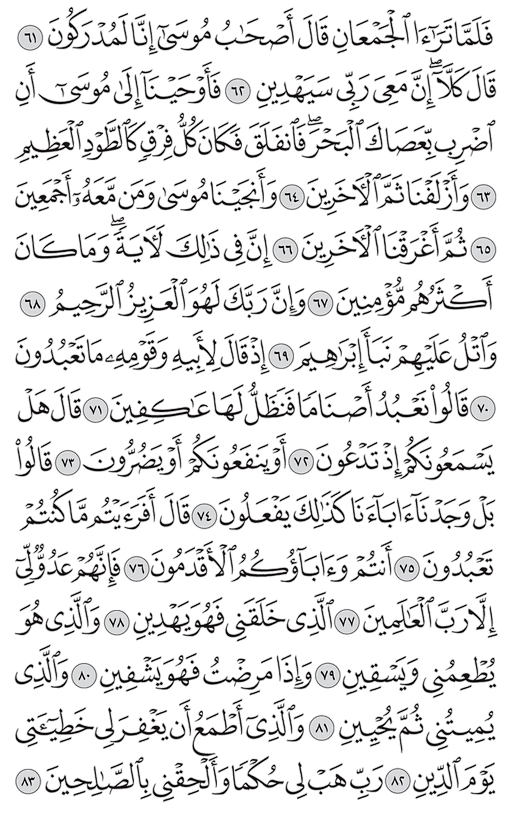 فَلَمَّا تَرَٰٓءَا ٱلْجَمْعَانِ قَالَ أَصْحَٰبُ مُوسَىٰٓ إِنَّا لَمُدْرَكُونَ ٦١
قَالَ كَلَّآ ۖ إِنَّ مَعِىَ رَبِّى سَيَهْدِينِ ٦٢ فَأَوْحَيْنَآ إِلَىٰ مُوسَىٰٓ أَنِ
ٱضْرِب بِّعَصَاكَ ٱلْبَحْرَ ۖ فَٱنفَلَقَ فَكَانَ كُلُّ فِرْقٍ كَٱلطَّوْدِ ٱلْعَظِيمِ
٦٣ وَأَزْلَفْنَا ثَمَّ ٱلْأَخَرِينَ ٦٤ وَأَنجَيْنَا مُوسَىٰ وَمَن مَّعَهُۥٓ أَجْمَعِينَ
٦٥ ثُمَّ أَغْرَقْنَا ٱلْأَخَرِينَ ٦٦ إِنَّ فِى ذَٰلِكَ لَأَيَةً ۖ وَمَا كَانَ
أَكْثَرُهُم مُّؤْمِنِينَ ٦٧ وَإِنَّ رَبَّكَ لَهُوَ ٱلْعَزِيزُ ٱلرَّحِيمُ ٦٨
وَٱتْلُ عَلَيْهِمْ نَبَأَ إِبْرَٰهِيمَ ٦٩ إِذْ قَالَ لِأَبِيهِ وَقَوْمِهِۦ مَا تَعْبُدُونَ
٧٠ قَالُوا۟ نَعْبُدُ أَصْنَامًا فَنَظَلُّ لَهَا عَٰكِفِينَ ٧١ قَالَ هَلْ
يَسْمَعُونَكُمْ إِذْ تَدْعُونَ ٧٢ أَوْ يَنفَعُونَكُمْ أَوْ يَضُرُّونَ ٧٣ قَالُوا۟
بَلْ وَجَدْنَآ ءَابَآءَنَا كَذَٰلِكَ يَفْعَلُونَ ٧٤ قَالَ أَفَرَءَيْتُم مَّا كُنتُمْ
تَعْبُدُونَ ٧٥ أَنتُمْ وَءَابَآؤُكُمُ ٱلْأَقْدَمُونَ ٧٦ فَإِنَّهُمْ عَدُوٌّ لِّىٓ
إِلَّا رَبَّ ٱلْعَٰلَمِينَ ٧٧ ٱلَّذِى خَلَقَنِى فَهُوَ يَهْدِينِ ٧٨ وَٱلَّذِى هُوَ
يُطْعِمُنِى وَيَسْقِينِ ٧٩ وَإِذَا مَرِضْتُ فَهُوَ يَشْفِينِ ٨٠ وَٱلَّذِى
يُمِيتُنِى ثُمَّ يُحْيِينِ ٨١ وَٱلَّذِىٓ أَطْمَعُ أَن يَغْفِرَ لِى خَطِيٓـَٔتِى
يَوْمَ ٱلدِّينِ ٨٢ رَبِّ هَبْ لِى حُكْمًا وَأَلْحِقْنِى بِٱلصَّٰلِحِينَ ٨٣